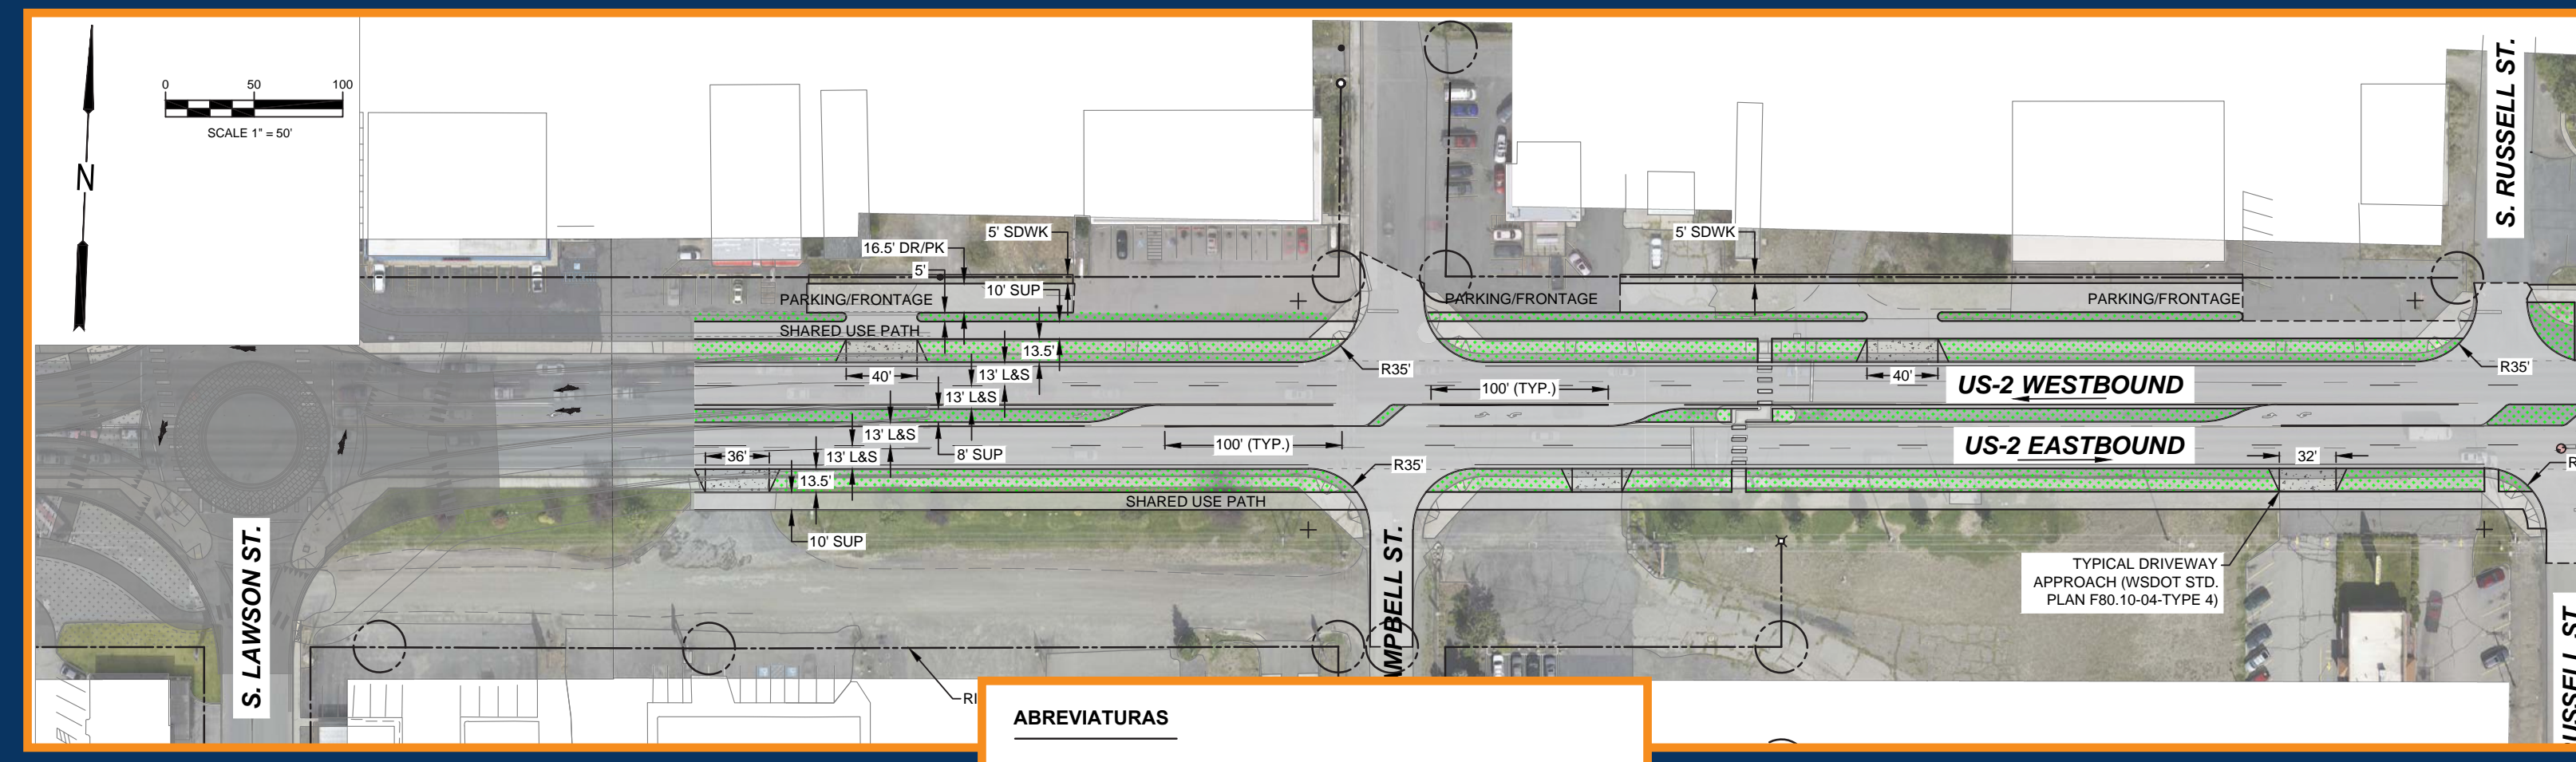 0 50 100
SCALE 1" = 50'
N
S. RUSSELL ST.
5' SDWK
16.5' DR/PK
5'
10' SUP
5' SDWK
PARKING/FRONTAGE
PARKING/FRONTAGE
PARKING/FRONTAGE
SHARED USE PATH
13.5'
R35'
R35'
40'
13' L&S
100' (TYP.)
40'
US-2 WESTBOUND
13' L&S
13' L&S
100' (TYP.)
US-2 EASTBOUND
36'
13' L&S
8' SUP
32'
R35'
13.5'
SHARED USE PATH
10' SUP
S. LAWSON ST.
TYPICAL DRIVEWAY
APPROACH (WSDOT STD.
PLAN F80.10-04-TYPE 4)
ABREVIATURAS